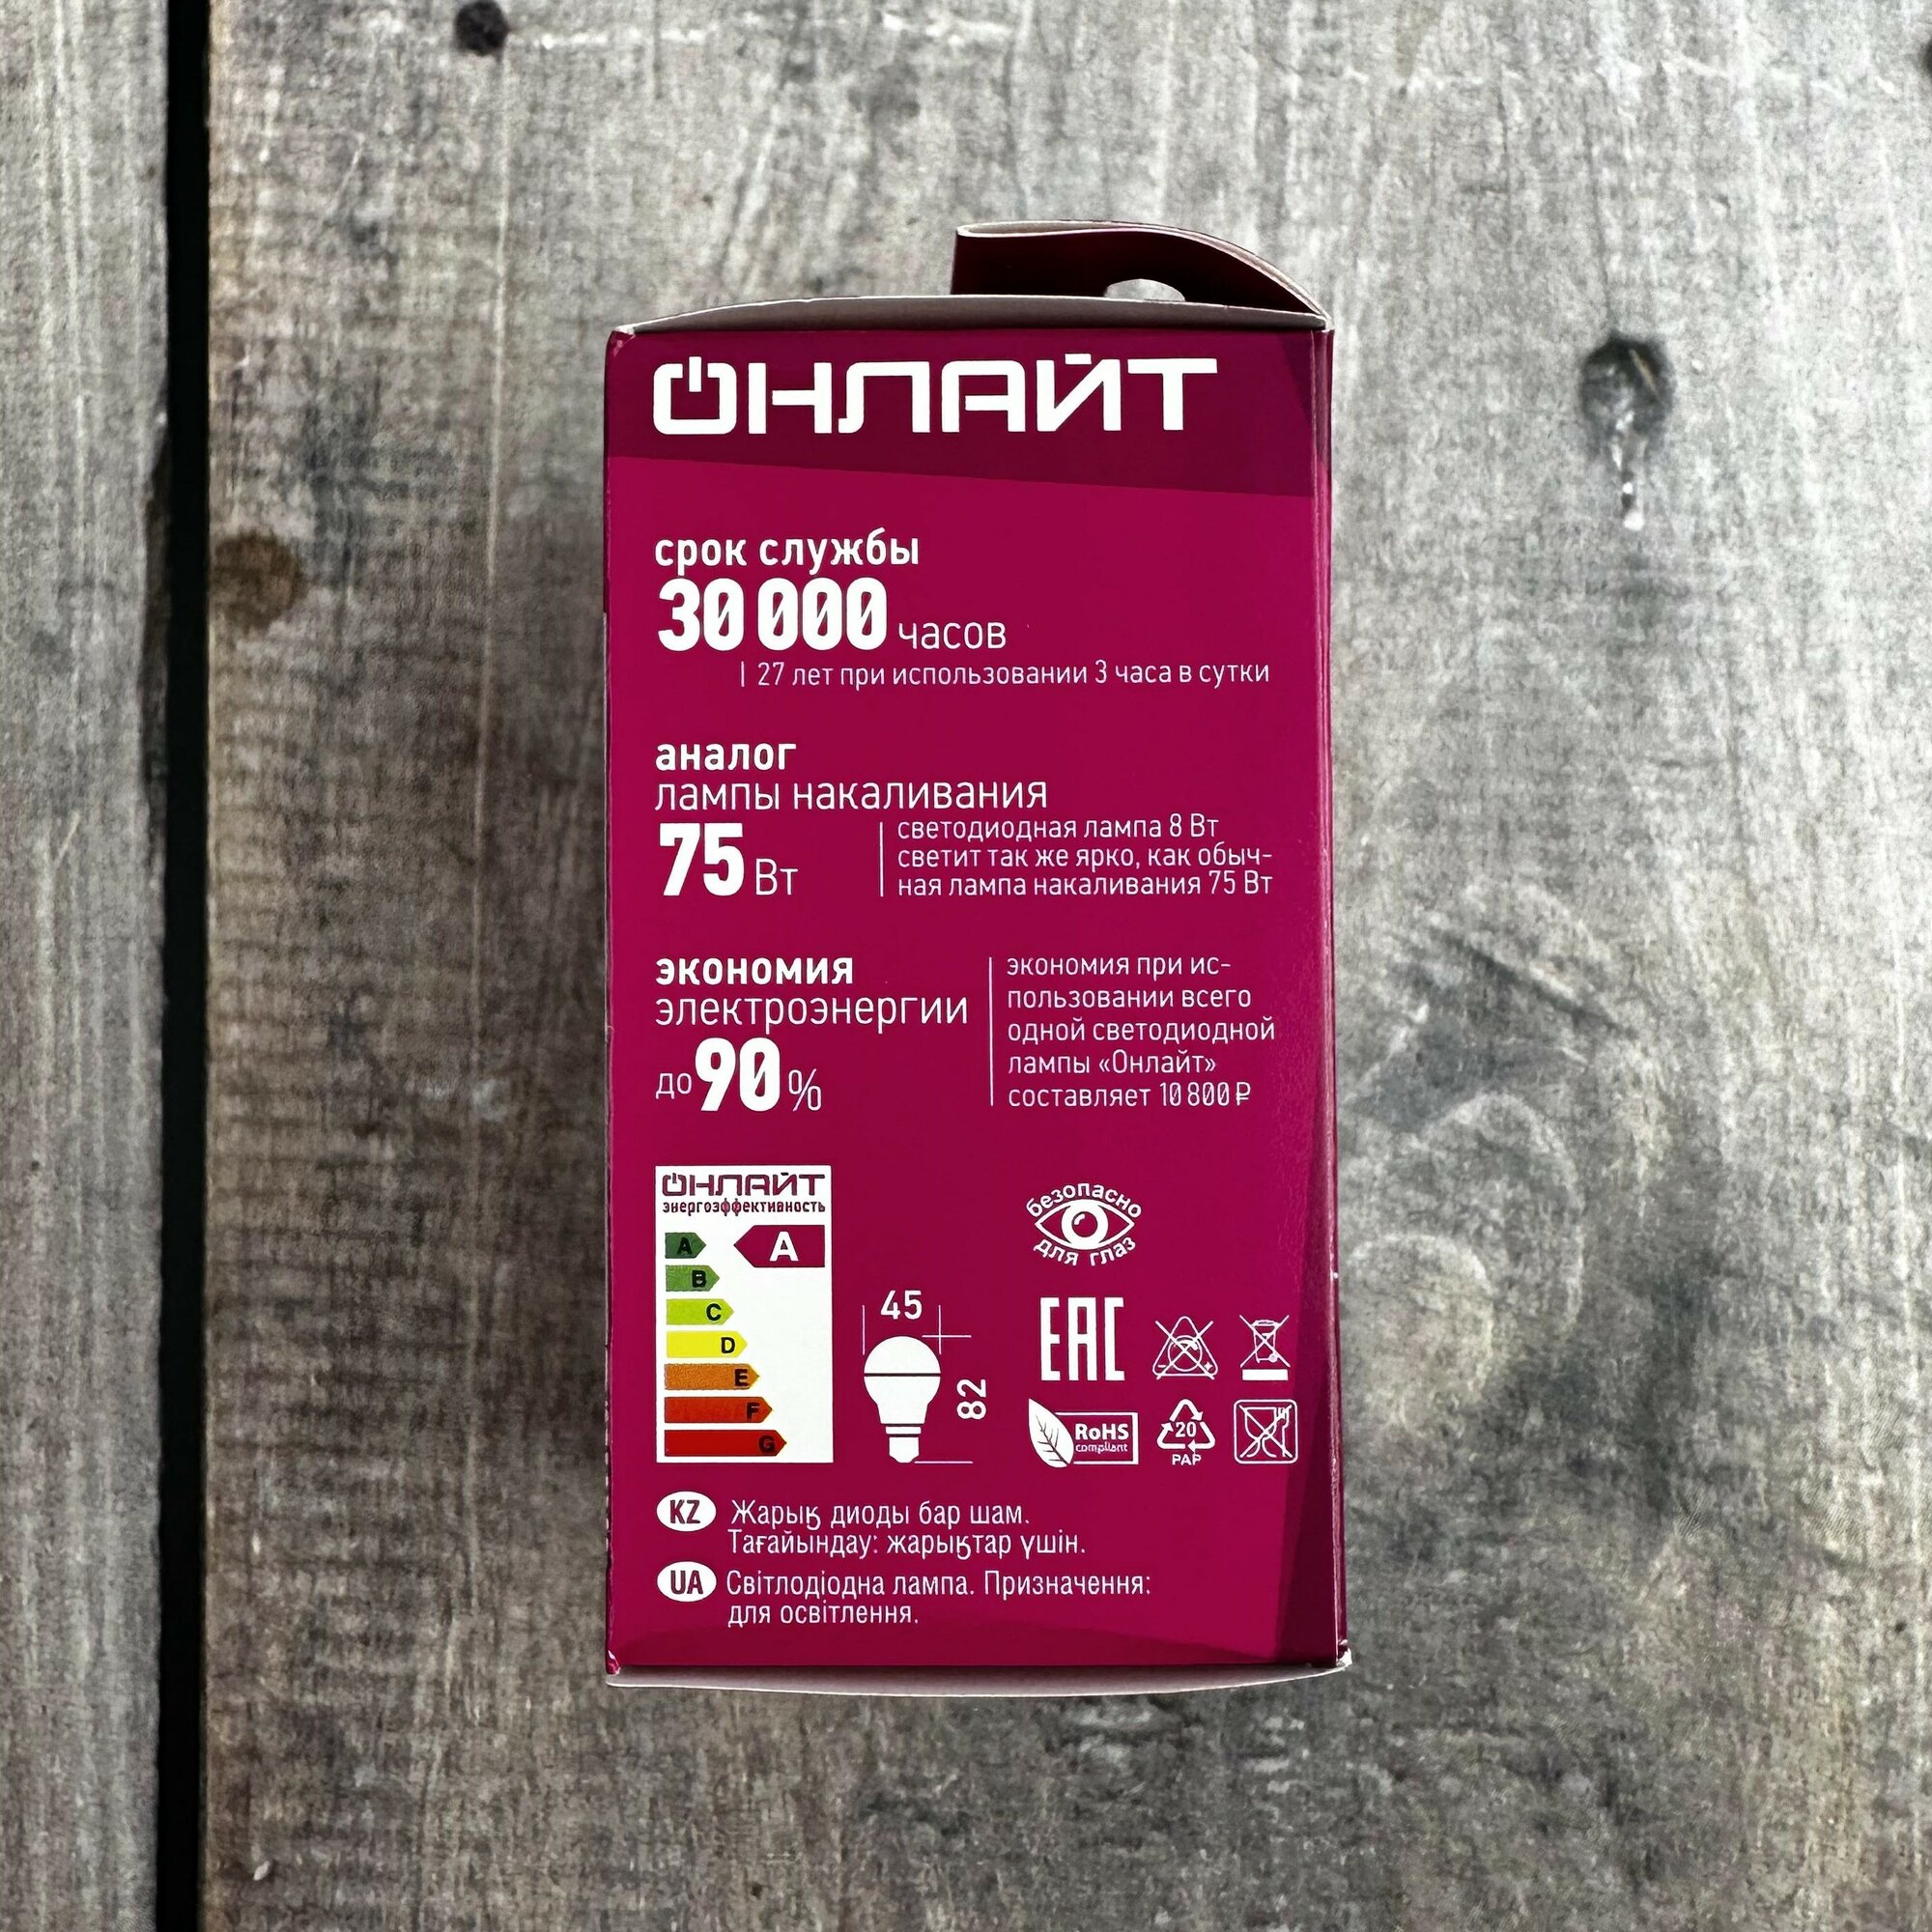 ОНЛАЙТ
срок службы
30 000 часов
27 лет при использовании 3 часа в сутки
аналог
лампы накаливания
75 Вт
светодиодная лампа 8 Вт
светит так же ярко, как обыч-
ная лампа накаливания 75 Вт
экономия
электроэнергии
до 90 %
экономия при ис-
пользовании всего
одной светодиодной
лампы «Онлайт»
составляет 10 800 ₽
ОНЛАЙТ
энергоэффективность
A
A
B
C
D
E
F
G
45
82
безопасно
для глаз
EAC
RoHS
compliant
20
PAP
KZ Жарық диоды бар шам.
Тағайындау: жарықтар үшін.
UA Світлодіодна лампа. Призначення:
для освітлення.